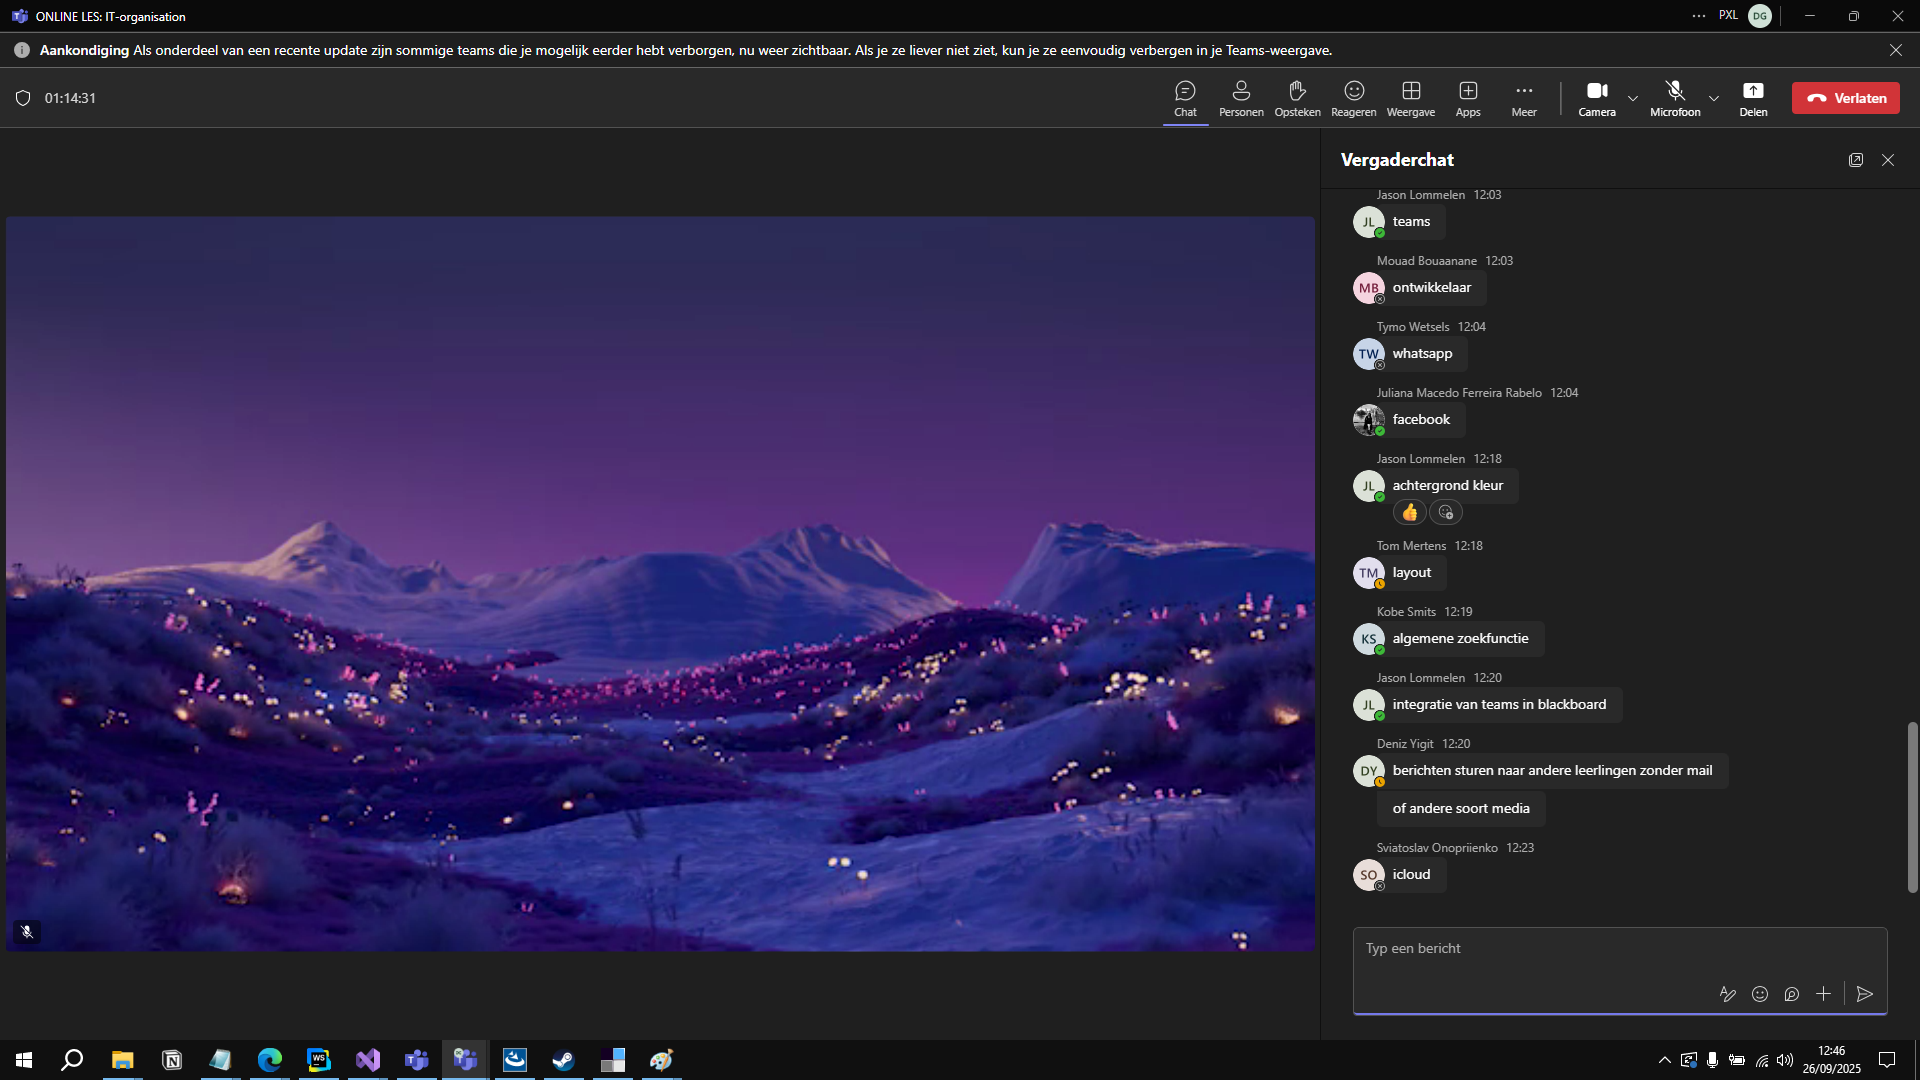 ONLINE LES: IT-organisation
PXL
DG
Aankondiging Als onderdeel van een recente update zijn sommige teams die je mogelijk eerder hebt verborgen, nu weer zichtbaar. Als je ze liever niet ziet, kun je ze eenvoudig verbergen in je Teams-weergave.
01:14:31
Chat
Personen
Opsteken
Reageren
Weergave
Apps
Meer
Camera
Microfoon
Delen
Verlaten
Vergaderchat
Jason Lommelen 12:03
JL
teams
Mouad Bouaanane 12:03
MB
ontwikkelaar
Tymo Wetsels 12:04
TW
whatsapp
Juliana Macedo Ferreira Rabelo 12:04
facebook
Jason Lommelen 12:18
JL
achtergrond kleur
Tom Mertens 12:18
TM
layout
Kobe Smits 12:19
KS
algemene zoekfunctie
Jason Lommelen 12:20
JL
integratie van teams in blackboard
Deniz Yigit 12:20
DY
berichten sturen naar andere leerlingen zonder mail
of andere soort media
Sviatoslav Onopriienko 12:23
SO
icloud
Typ een bericht
WS
12:46
26/09/2025